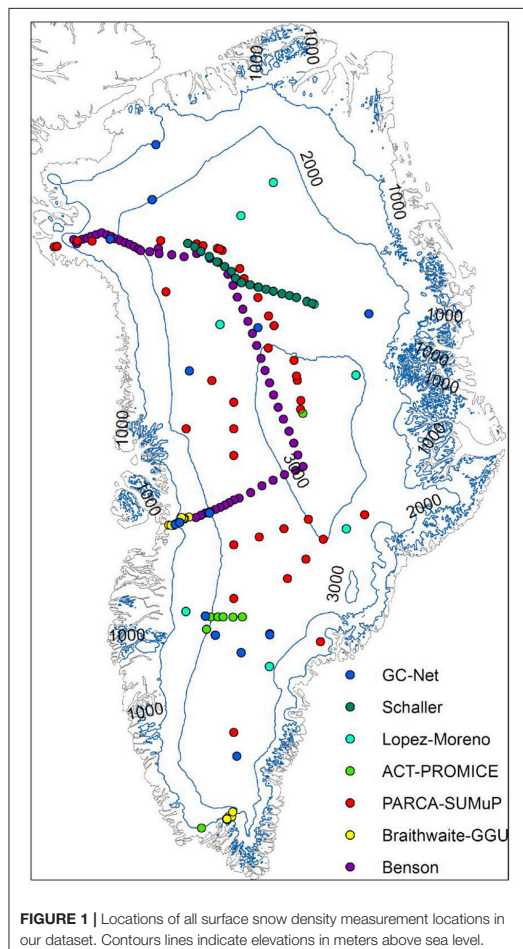 1000
1000
2000
1000
1000
1000
1000
1000
1000
3000
1000
2000
3000
1000
1000
GC-Net
Schaller
Lopez-Moreno
ACT-PROMICE
PARCA-SUMuP
Braithwaite-GGU
Benson
FIGURE 1 | Locations of all surface snow density measurement locations in
our dataset. Contours lines indicate elevations in meters above sea level.